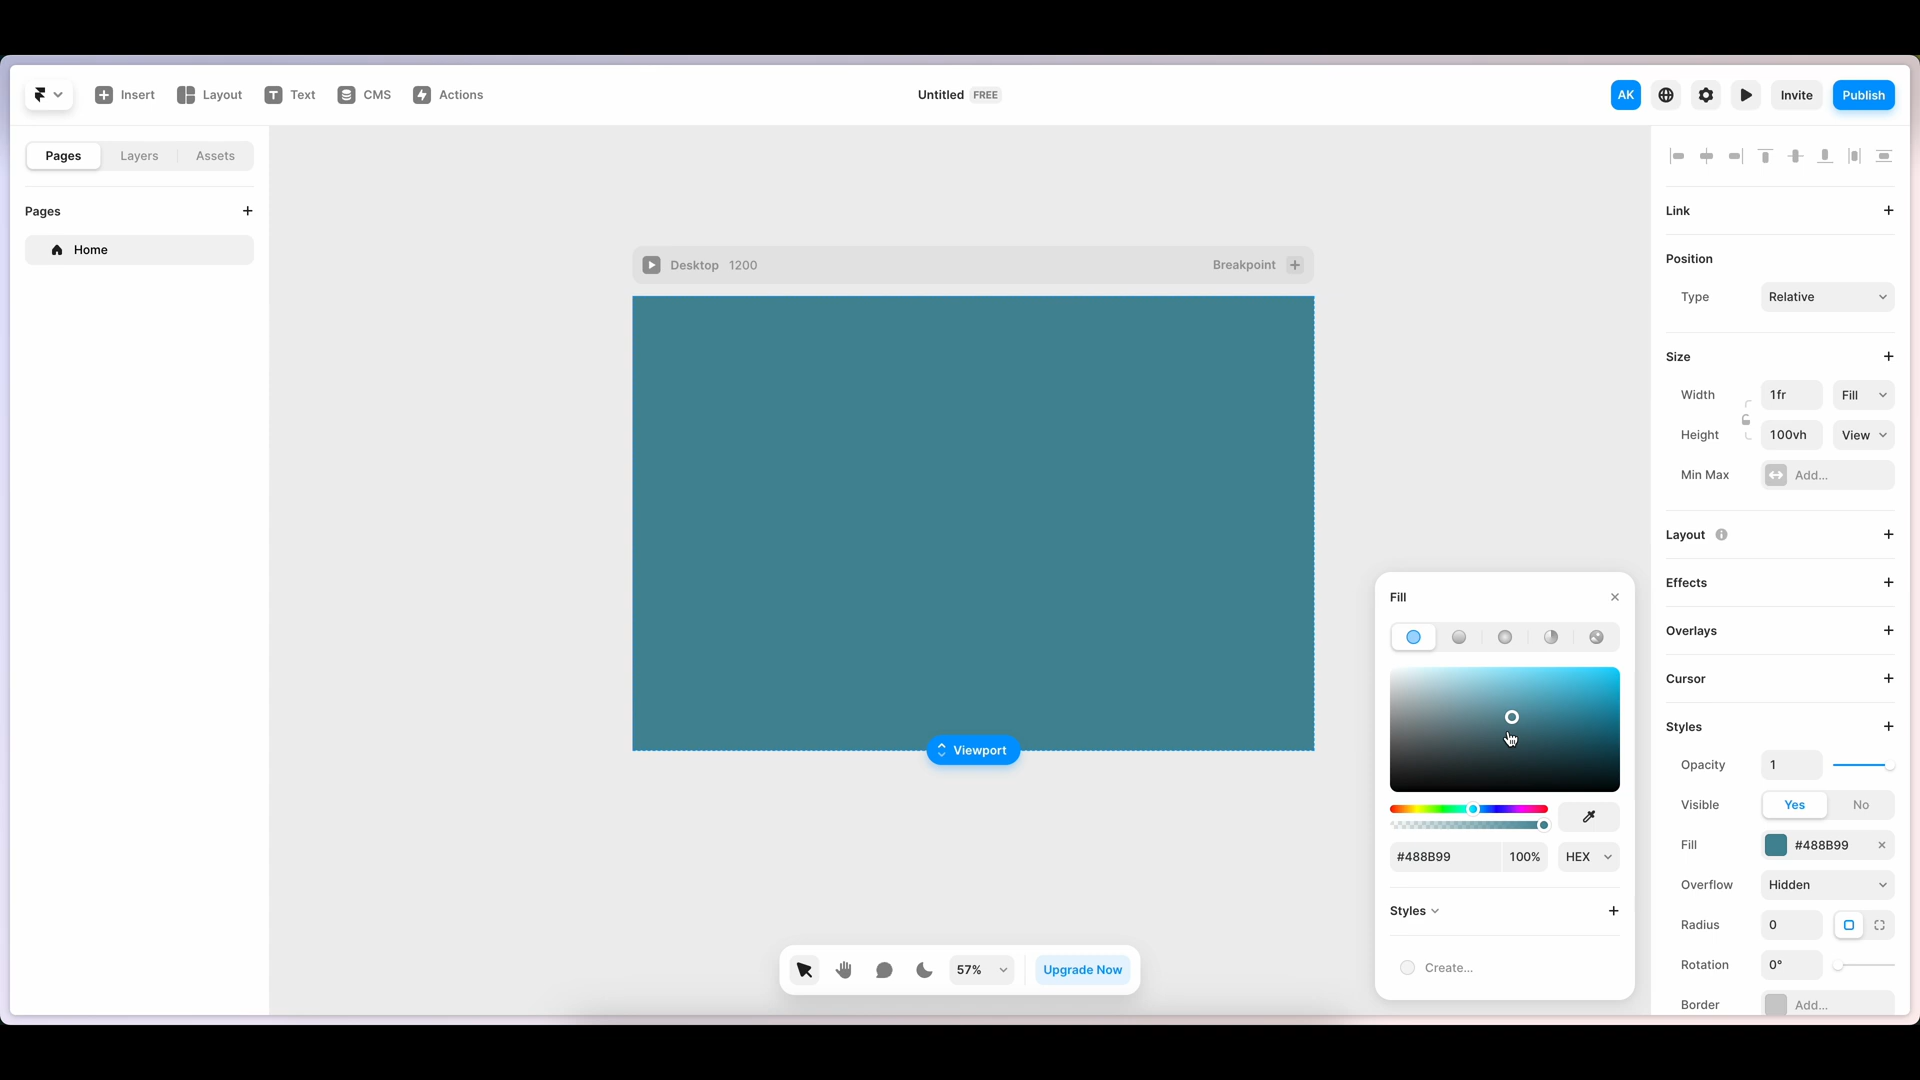 Insert Layout Text CMS Actions
Untitled FREE
AK Invite Publish
Pages Layers Assets
Pages
Home
Desktop 1200
Breakpoint
Viewport
57% Upgrade Now
Fill
#488B99 100% HEX
Styles
Create...
Link
Position
Type Relative
Size
Width 1fr Fill
Height 100vh View
Min Max Add...
Layout
Effects
Overlays
Cursor
Styles
Opacity 1
Visible Yes No
Fill #488B99
Overflow Hidden
Radius 0
Rotation 0°
Border Add...